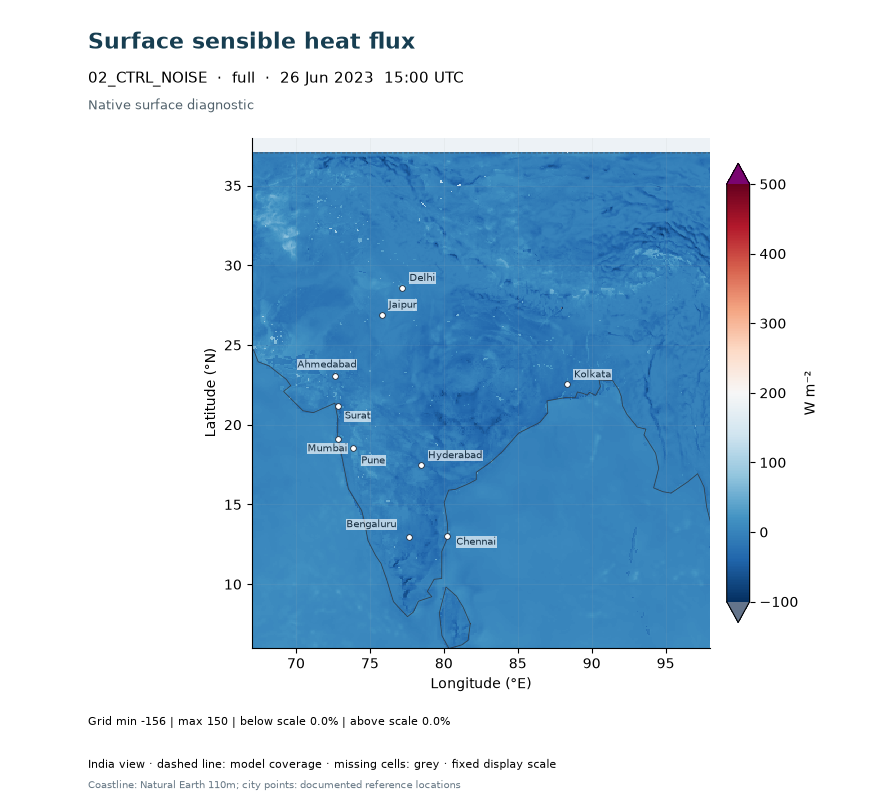 Surface sensible heat flux
02_CTRL_NOISE · full · 26 Jun 2023 15:00 UTC
Native surface diagnostic
35
30
25
20
15
10
Latitude (°N)
Delhi
Jaipur
Ahmedabad
Kolkata
Surat
Mumbai
Pune
Hyderabad
Bengaluru
Chennai
70
75
80
85
90
95
Longitude (°E)
500
400
300
200
100
0
−100
W m⁻²
Grid min -156 | max 150 | below scale 0.0% | above scale 0.0%
India view · dashed line: model coverage · missing cells: grey · fixed display scale
Coastline: Natural Earth 110m; city points: documented reference locations